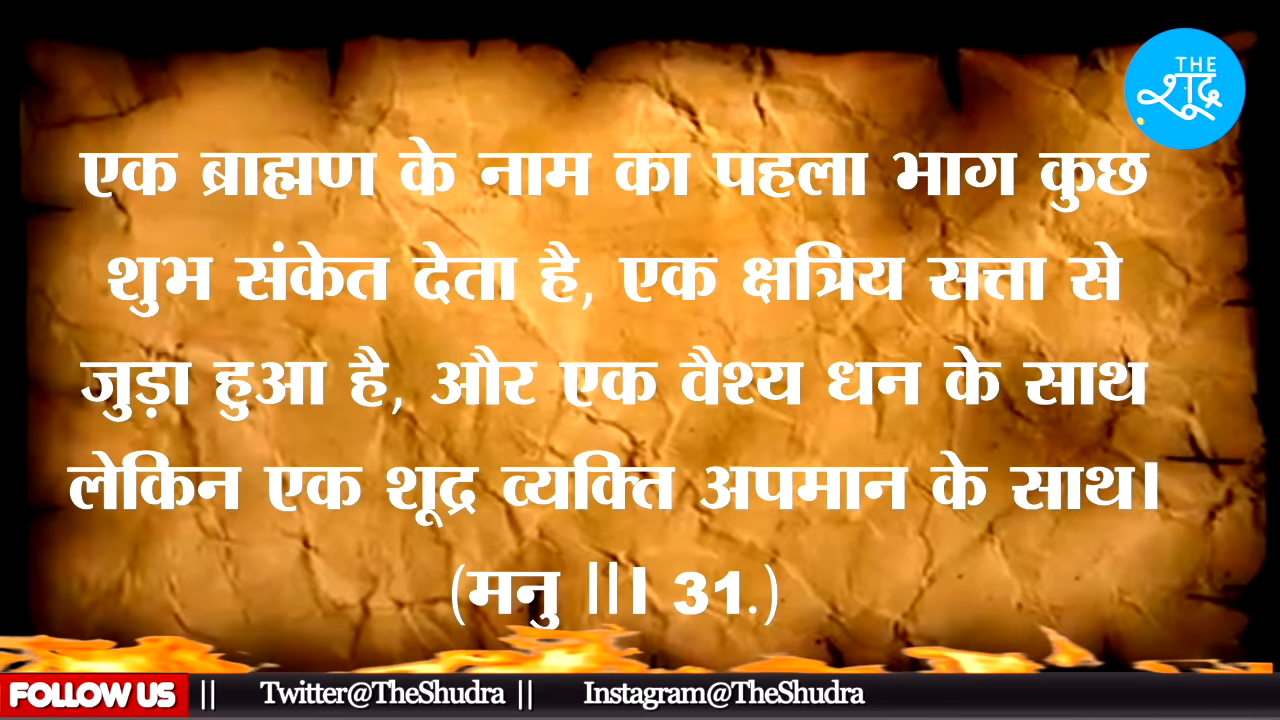 THE
शूद्र
एक ब्राह्मण के नाम का पहला भाग कुछ
शुभ संकेत देता है, एक क्षत्रिय सत्ता से
जुड़ा हुआ है, और एक वैश्य धन के साथ
लेकिन एक शूद्र व्यक्ति अपमान के साथ।
(मनु ||I 31.)
FOLLOW US || Twitter@TheShudra || Instagram@TheShudra